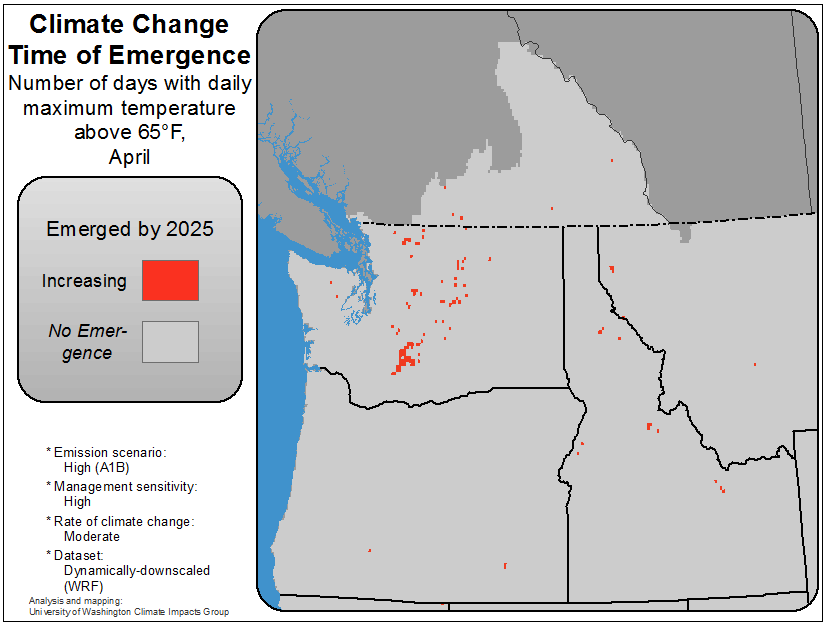 Climate Change
Time of Emergence
Number of days with daily
maximum temperature
above 65°F,
April
Emerged by 2025
Increasing
No Emer-
gence
* Emission scenario:
High (A1B)
* Management sensitivity:
High
* Rate of climate change:
Moderate
* Dataset:
Dynamically-downscaled
(WRF)
Analysis and mapping:
University of Washington Climate Impacts Group